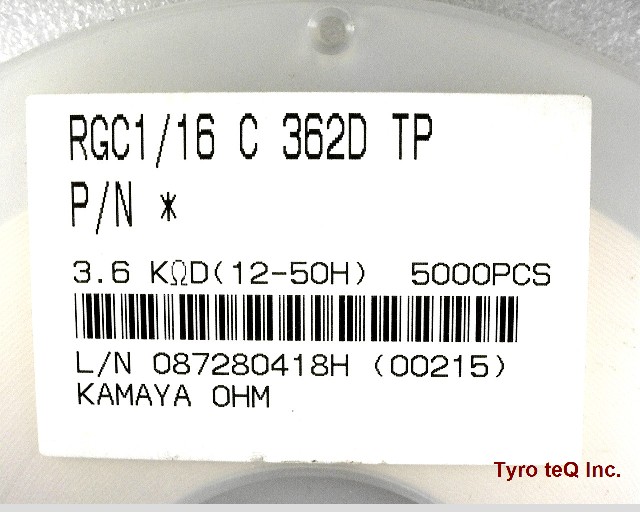 RGC1/16 C 362D TP
P/N *
3.6 KΩD(12-50H) 5000PCS
L/N 087280418H (00215)
KAMAYA OHM
Tyro teQ Inc.